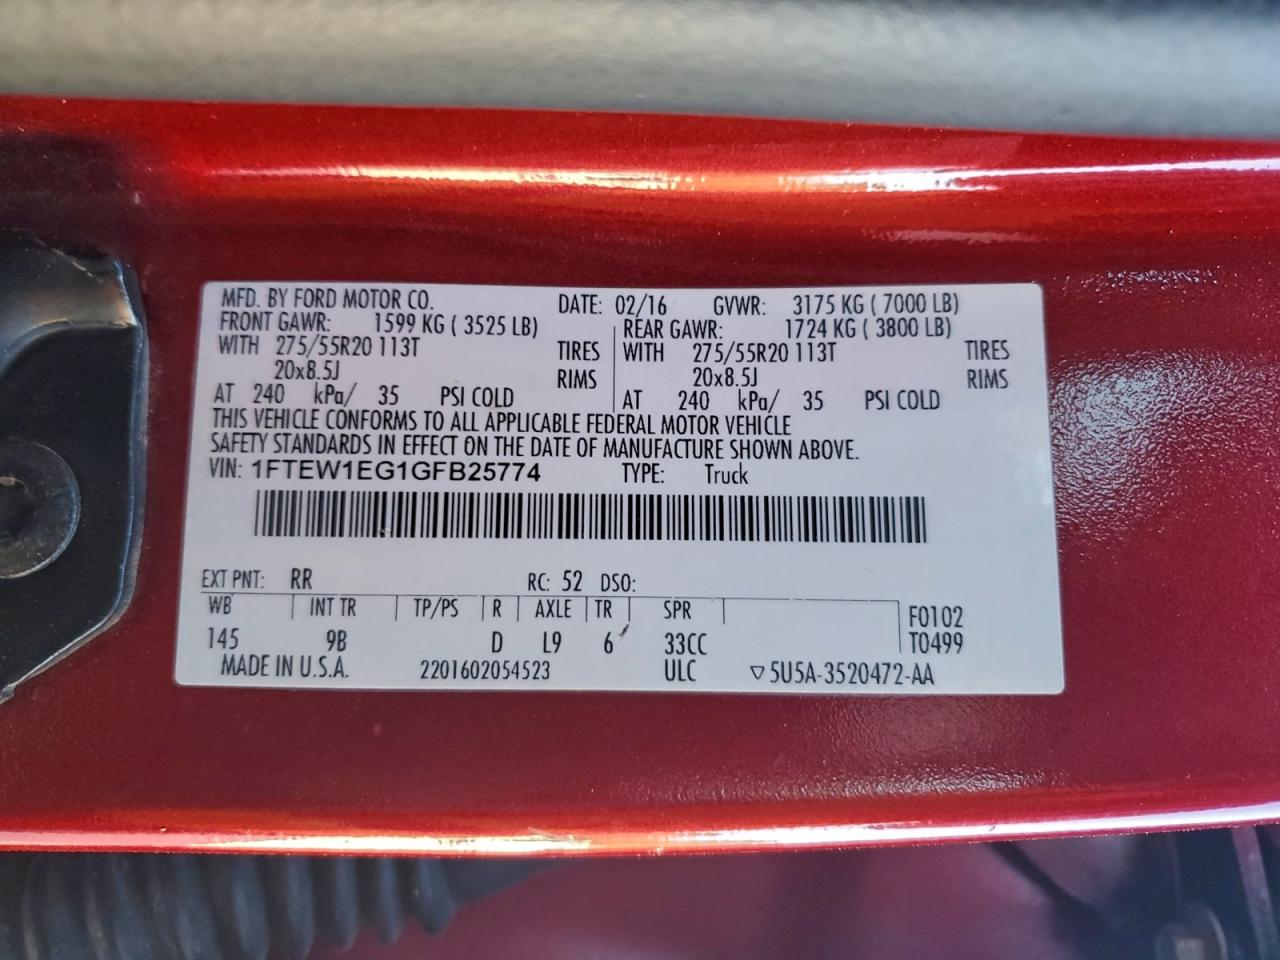 MFD. BY FORD MOTOR CO. DATE: 02/16 GVWR: 3175 KG ( 7000 LB)
FRONT GAWR: 1599 KG ( 3525 LB) REAR GAWR: 1724 KG ( 3800 LB)
WITH 275/55R20 113T TIRES WITH 275/55R20 113T TIRES
20x8.5J RIMS 20x8.5J RIMS
AT 240 kPa/ 35 PSI COLD AT 240 kPa/ 35 PSI COLD
THIS VEHICLE CONFORMS TO ALL APPLICABLE FEDERAL MOTOR VEHICLE
SAFETY STANDARDS IN EFFECT ON THE DATE OF MANUFACTURE SHOWN ABOVE.
VIN: 1FTEW1EG1GFB25774 TYPE: Truck
EXT PNT: RR RC: 52 DSO:
WB INT TR TP/PS R AXLE TR SPR F0102
145 9B D L9 6 33CC T0499
MADE IN U.S.A. 2201602054523 ULC ▽5U5A-3520472-AA